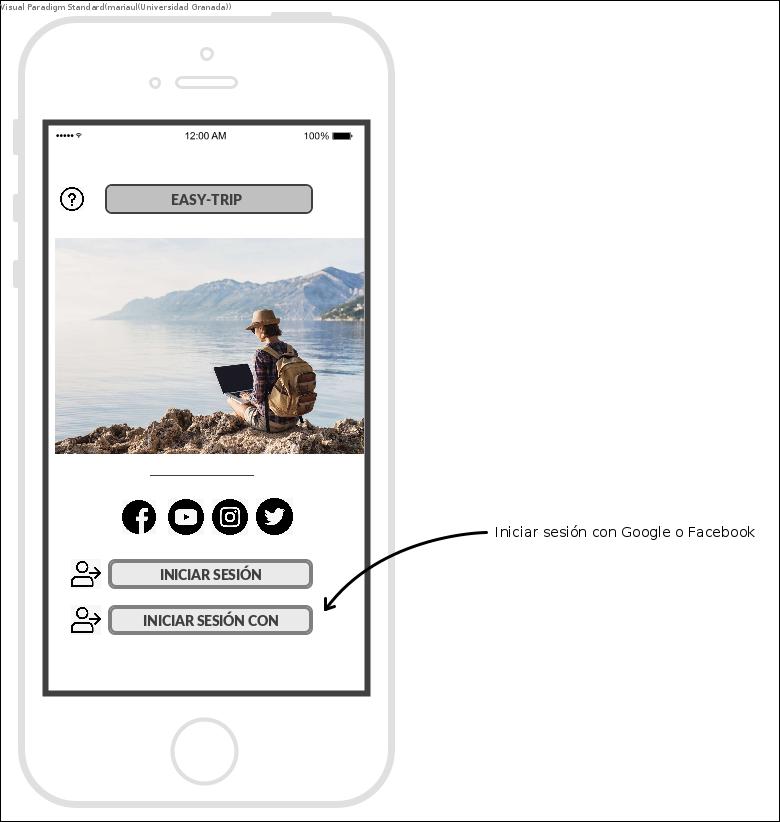 Visual Paradigm Standard(mariaul(Universidad Granada))
12:00 AM
100%
?
EASY-TRIP
INICIAR SESIÓN
INICIAR SESIÓN CON
Iniciar sesión con Google o Facebook